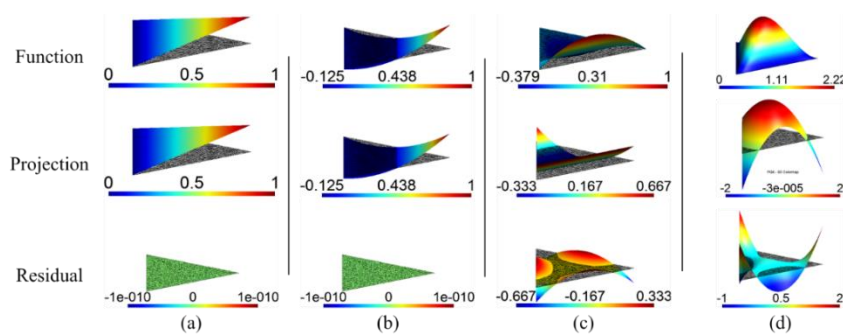 Function
0 0.5 1
-0.125 0.438 1
-0.379 0.31 1
0 1.11 2.22
Projection
0 0.5 1
-0.125 0.438 1
-0.333 0.167 0.667
-2 -3e-005 2
Residual
-1e-010 0 1e-010
-1e-010 0 1e-010
-0.667 -0.167 0.333
-1 0.5 2
(a) (b) (c) (d)